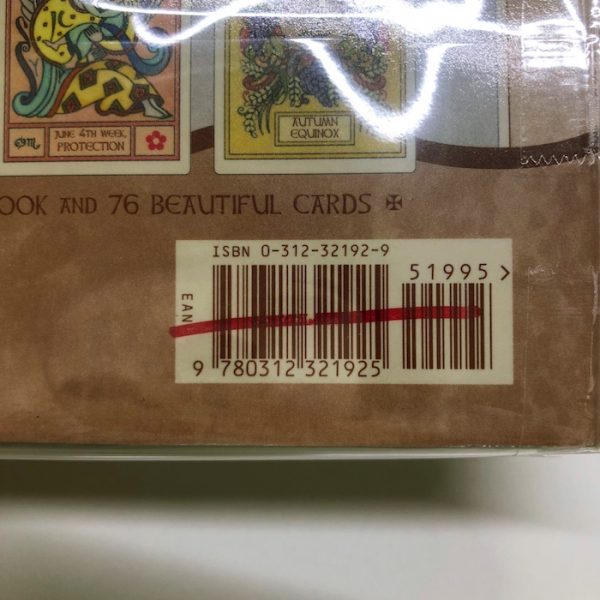 JUNE 4TH WEEK,
PROTECTION
AUTUMN
EQUINOX
OOK AND 76 BEAUTIFUL CARDS ✠
ISBN 0-312-32192-9
51995 >
EAN
9 780312 321925